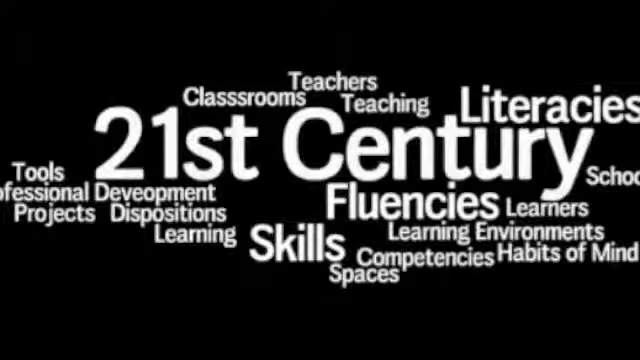 Teachers
Classsrooms
Teaching
Literacies
21st Century
Tools
Schoo
ofessional Deveopment
Fluencies
Learners
Projects
Dispositions
Learning
Skills
Learning Environments
Competencies
Habits of Mind
Spaces